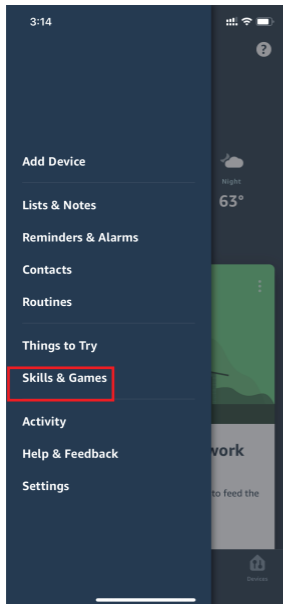 3:14
?
Add Device
Night
Lists & Notes
63°
Reminders & Alarms
Contacts
Routines
Things to Try
Skills & Games
Activity
Help & Feedback
work
Settings
to feed the
Devices